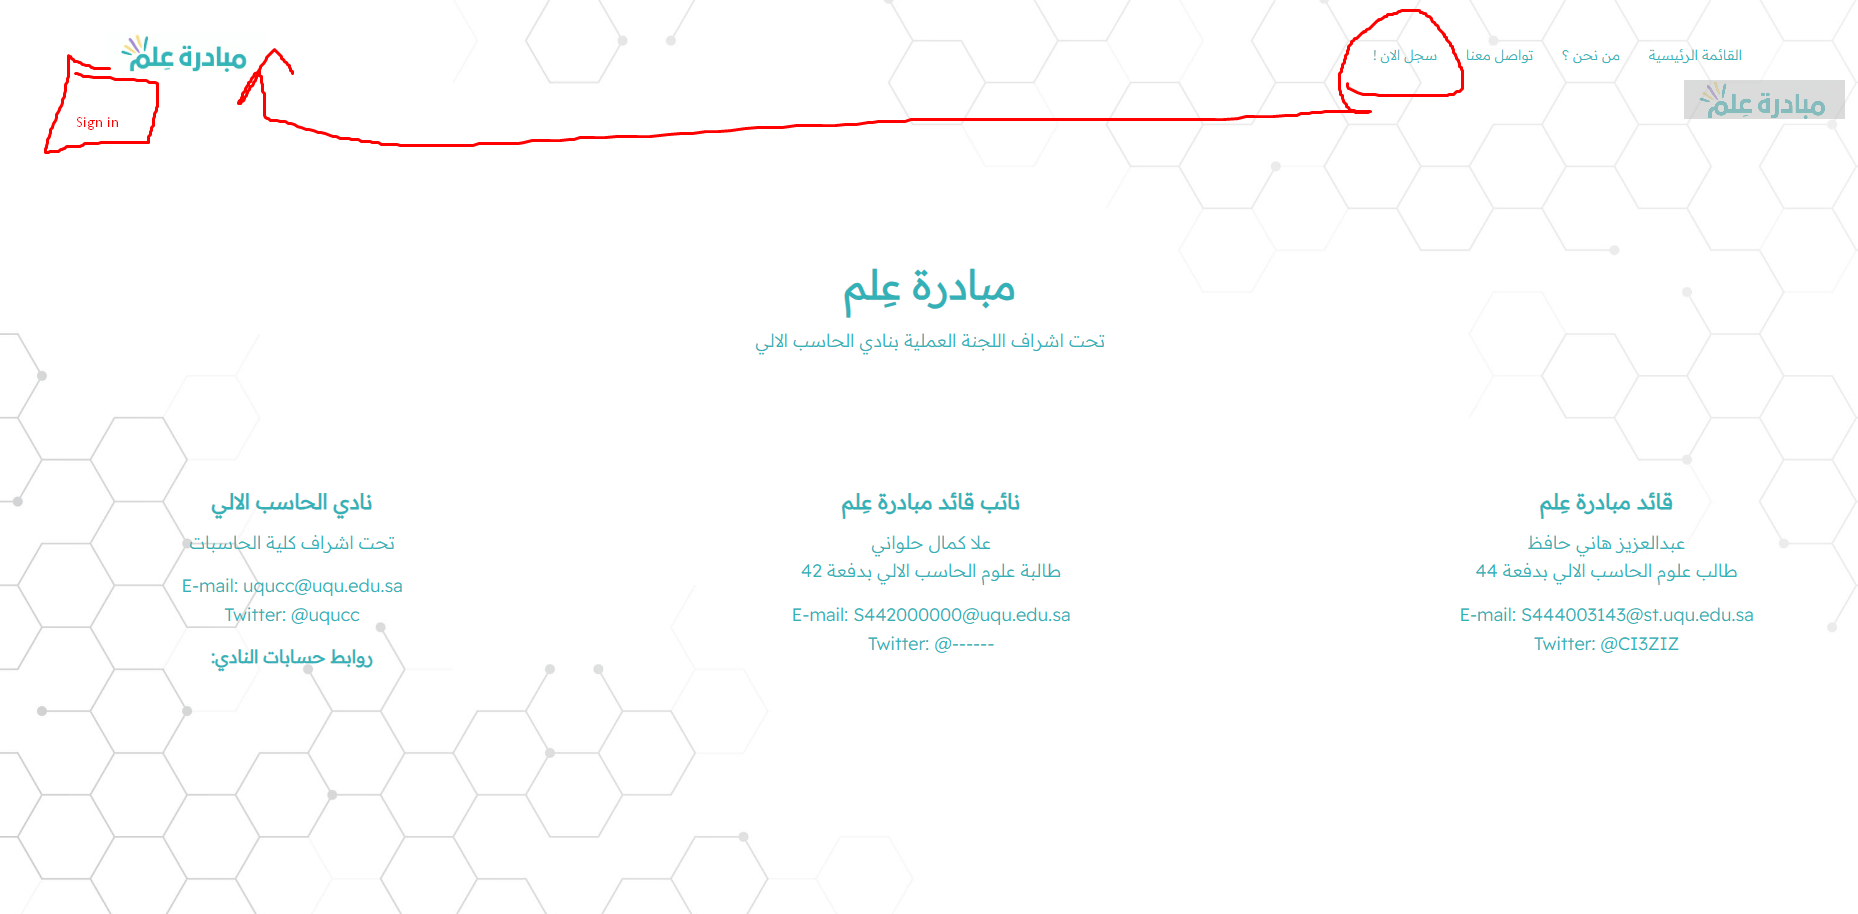 القائمة الرئيسية
من نحن ؟
تواصل معنا
سجل الان !
مبادرة عِلم
مبادرة عِلم
Sign in
مبادرة عِلم
تحت اشراف اللجنة العملية بنادي الحاسب الالي
قائد مبادرة عِلم
عبدالعزيز هاني حافظ
طالب علوم الحاسب الالي بدفعة 44
E-mail: S444003143@st.uqu.edu.sa
Twitter: @CI3ZIZ
نائب قائد مبادرة عِلم
علا كمال حلواني
طالبة علوم الحاسب الالي بدفعة 42
E-mail: S442000000@uqu.edu.sa
Twitter: @------
نادي الحاسب الالي
تحت اشراف كلية الحاسبات
E-mail: uqucc@uqu.edu.sa
Twitter: @uqucc
روابط حسابات النادي: